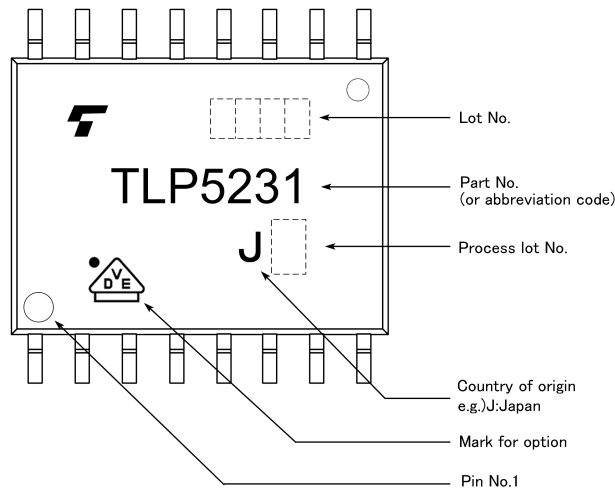 Lot No.
TLP5231
Part No.
(or abbreviation code)
J
Process lot No.
V
D E
Country of origin
e.g.)J:Japan
Mark for option
Pin No.1